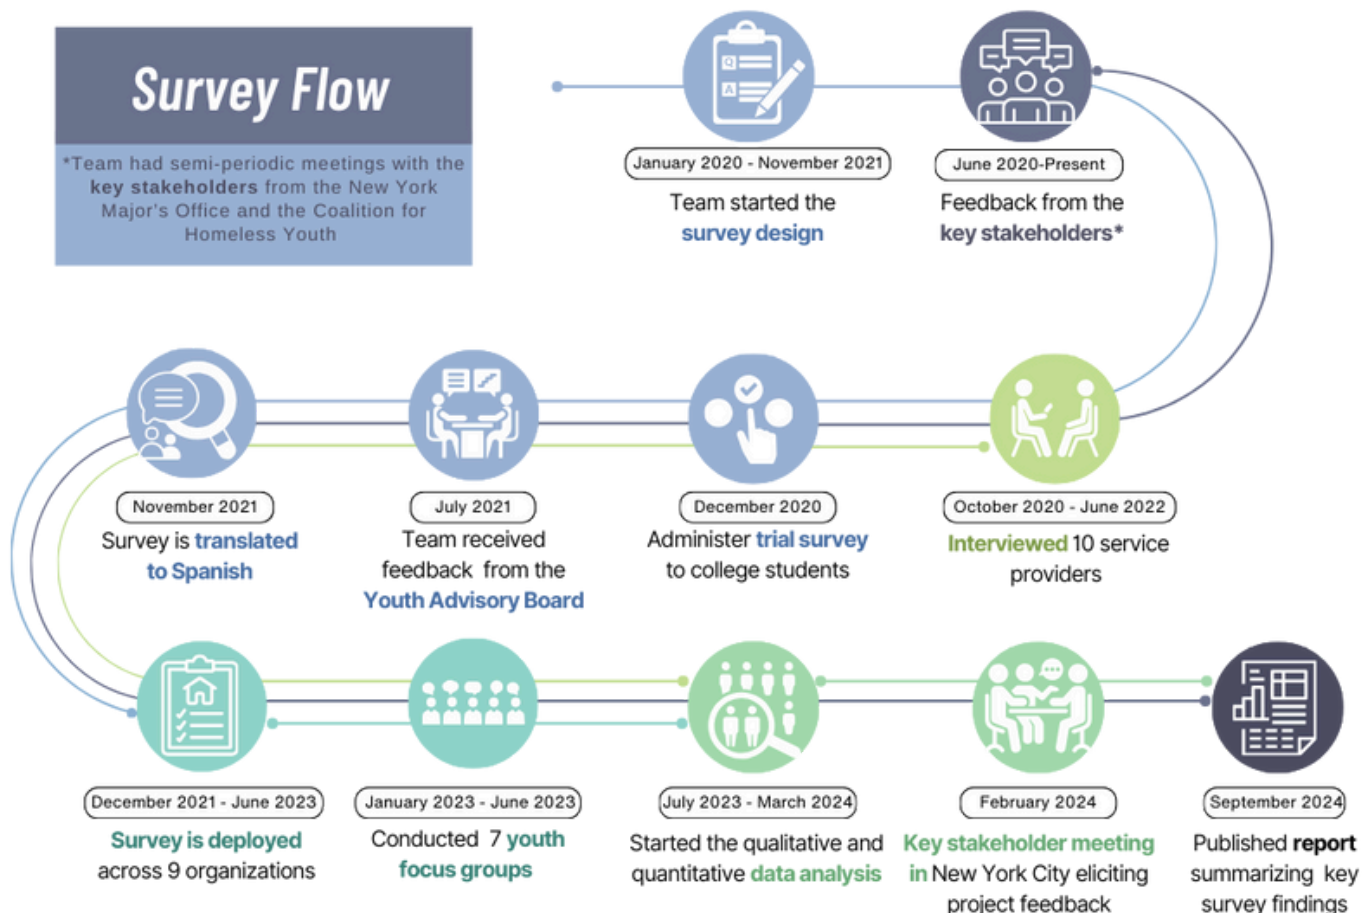 Survey Flow
*Team had semi-periodic meetings with the
key stakeholders from the New York
Major's Office and the Coalition for
Homeless Youth
Q
A
January 2020 - November 2021
Team started the
survey design
June 2020-Present
Feedback from the
key stakeholders*
November 2021
Survey is translated
to Spanish
July 2021
Team received
feedback from the
Youth Advisory Board
December 2020
Administer trial survey
to college students
October 2020 - June 2022
Interviewed 10 service
providers
December 2021 - June 2023
Survey is deployed
across 9 organizations
January 2023 - June 2023
Conducted 7 youth
focus groups
July 2023 - March 2024
Started the qualitative and
quantitative data analysis
February 2024
Key stakeholder meeting
in New York City eliciting
project feedback
September 2024
Published report
summarizing key
survey findings